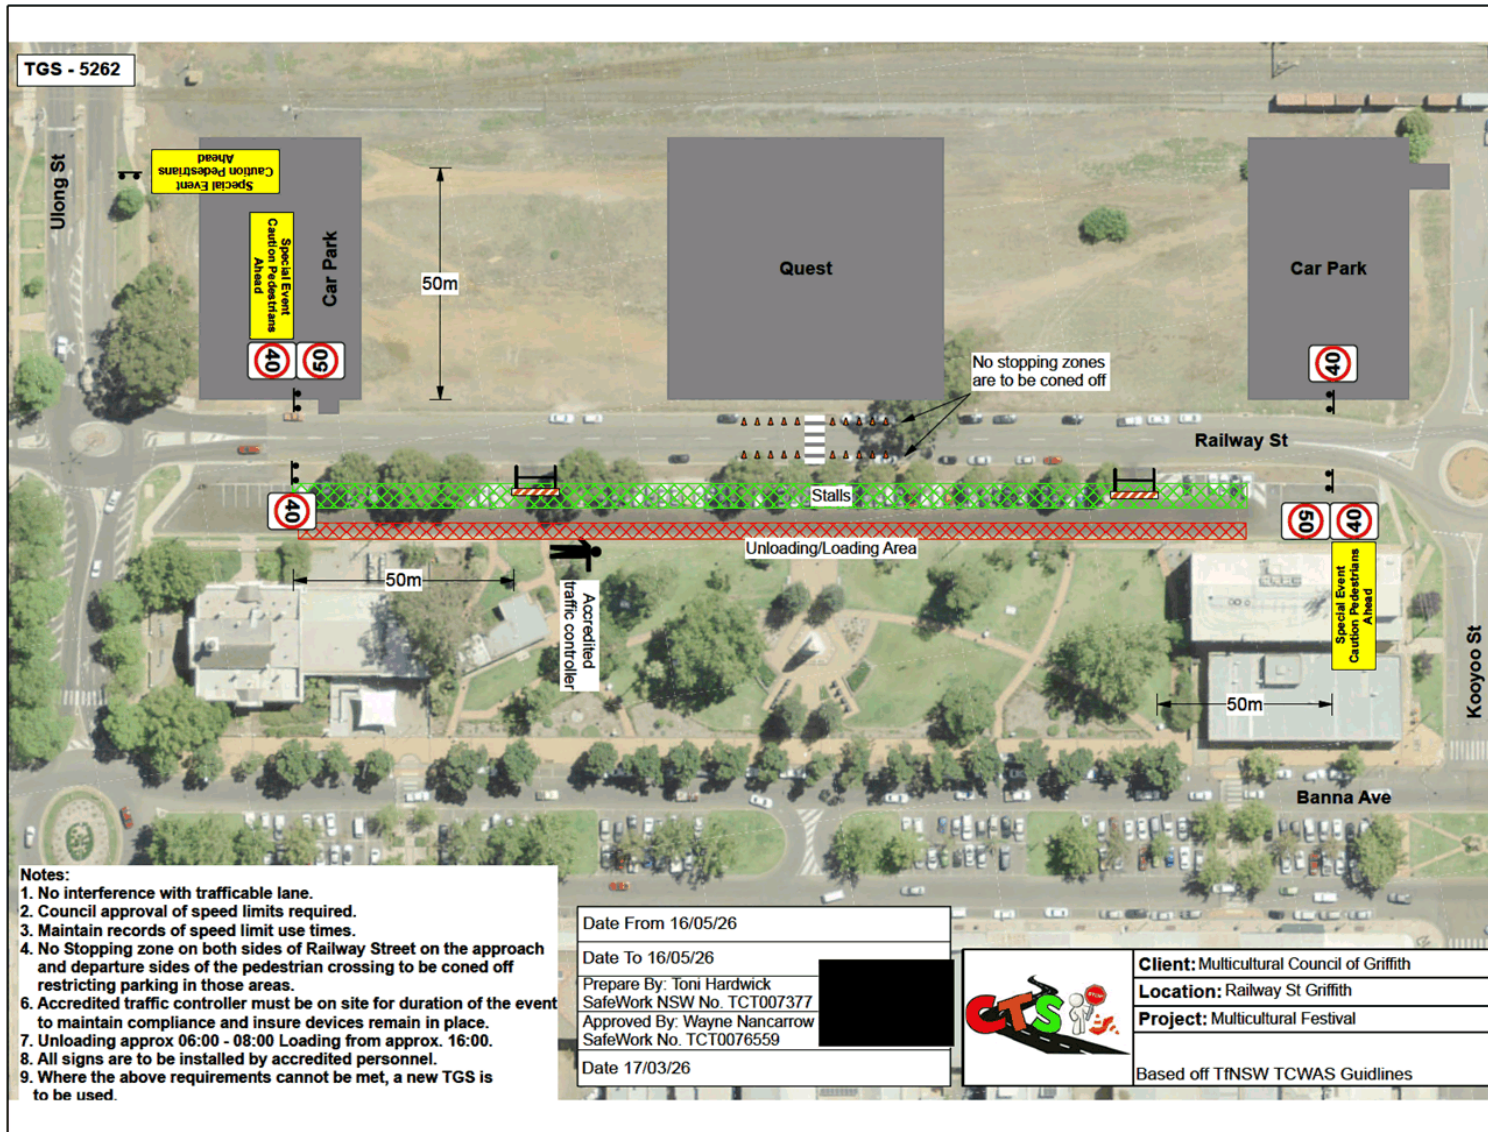 TGS - 5262
Ulong St
Special Event
Caution Pedestrians
Ahead
Special Event
Caution Pedestrians
Ahead
Car Park
40
50
50m
Quest
Car Park
40
No stopping zones
are to be coned off
Railway St
40
Stalls
Unloading/Loading Area
50
40
50m
Accredited
traffic controller
Special Event
Caution Pedestrians
Ahead
50m
Kooyoo St
Banna Ave
Notes:
1. No interference with trafficable lane.
2. Council approval of speed limits required.
3. Maintain records of speed limit use times.
4. No Stopping zone on both sides of Railway Street on the approach
and departure sides of the pedestrian crossing to be coned off
restricting parking in those areas.
6. Accredited traffic controller must be on site for duration of the event
to maintain compliance and insure devices remain in place.
7. Unloading approx 06:00 - 08:00 Loading from approx. 16:00.
8. All signs are to be installed by accredited personnel.
9. Where the above requirements cannot be met, a new TGS is
to be used.
Date From 16/05/26
Date To 16/05/26
Prepare By: Toni Hardwick
SafeWork NSW No. TCT007377
Approved By: Wayne Nancarrow
SafeWork No. TCT0076559
Date 17/03/26
CTS
STOP
Client: Multicultural Council of Griffith
Location: Railway St Griffith
Project: Multicultural Festival
Based off TfNSW TCWAS Guidlines